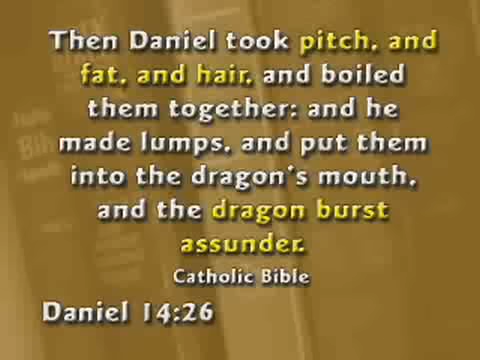 Then Daniel took pitch, and
fat, and hair, and boiled
them together: and he
made lumps, and put them
into the dragon's mouth,
and the dragon burst
assunder.
Catholic Bible
Daniel 14:26
Bib